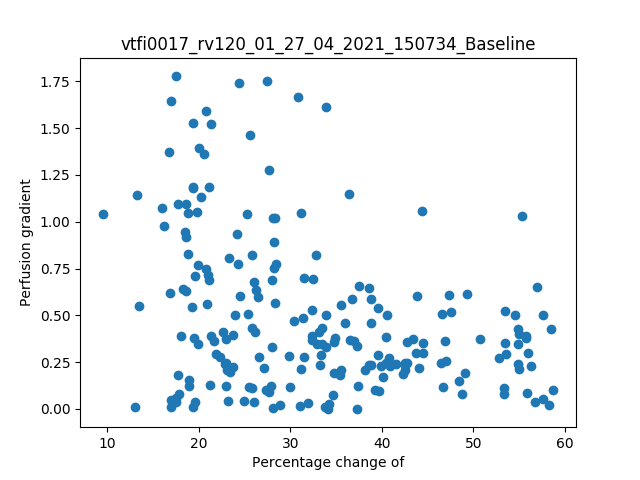 vtfi0017_rv120_01_27_04_2021_150734_Baseline
1.75
1.50
1.25
1.00
0.75
0.50
0.25
0.00
Perfusion gradient
10 20 30 40 50 60
Percentage change of